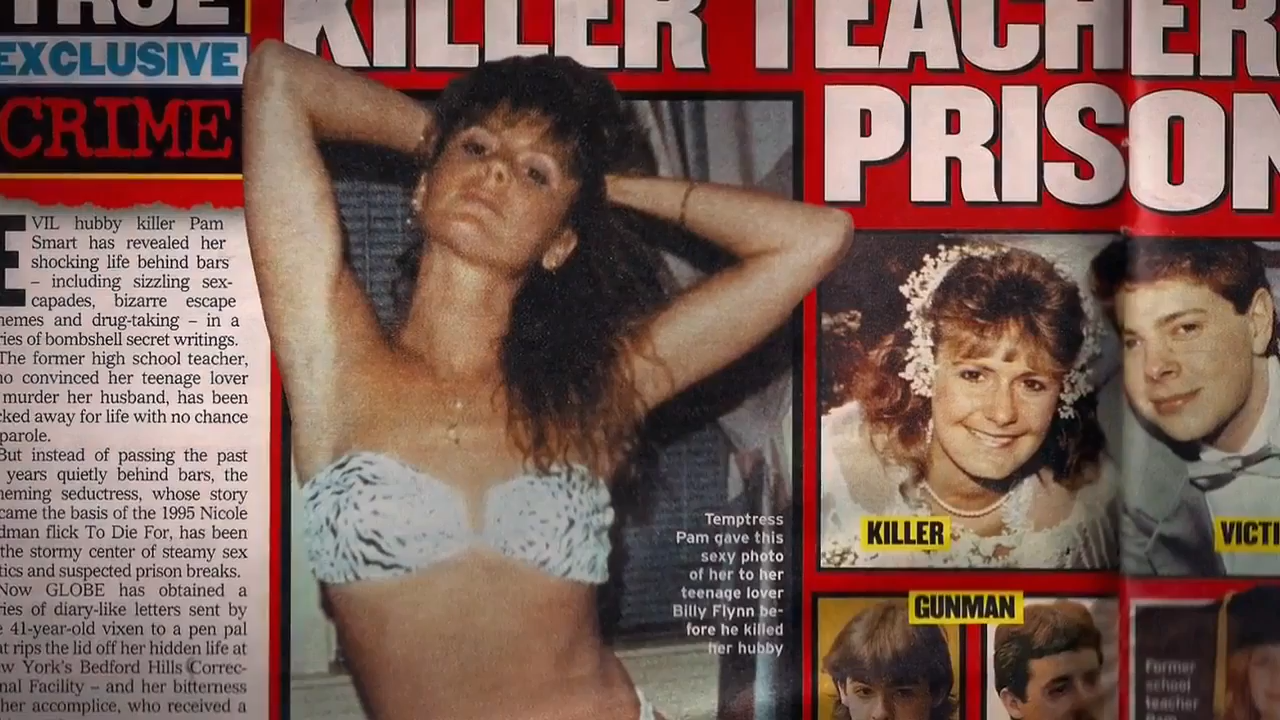 TRUE
EXCLUSIVE
CRIME
KILLER TEACHER
PRISON
EVIL hubby killer Pam
Smart has revealed her
shocking life behind bars
– including sizzling sex-
capades, bizarre escape
hemes and drug-taking – in a
ries of bombshell secret writings.
The former high school teacher,
ho convinced her teenage lover
murder her husband, has been
cked away for life with no chance
parole.
But instead of passing the past
years quietly behind bars, the
heming seductress, whose story
came the basis of the 1995 Nicole
dman flick To Die For, has been
the stormy center of steamy sex
tics and suspected prison breaks.
Now GLOBE has obtained a
ries of diary-like letters sent by
e 41-year-old vixen to a pen pal
at rips the lid off her hidden life at
w York's Bedford Hills Correc-
nal Facility – and her bitterness
her accomplice, who received a
Temptress
Pam gave this
sexy photo
of her to her
teenage lover
Billy Flynn be-
fore he killed
her hubby
KILLER
VICTI
GUNMAN
Former
school
teacher